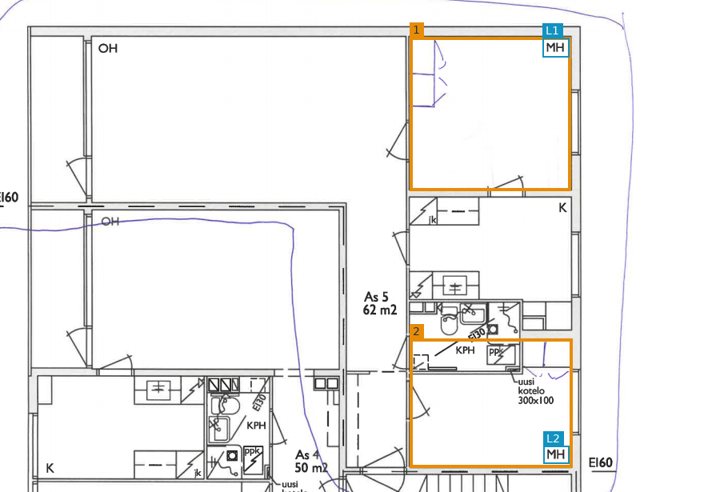 1
L1
OH
MH
EI60
jk
K
OH
As 5
62 m2
2
EI30
KPH
ppk
uusi
kotelo
300x100
EI30
KPH
L2
As 4
ppk
MH
EI60
K
jk
50 m2
uusi
kotelo